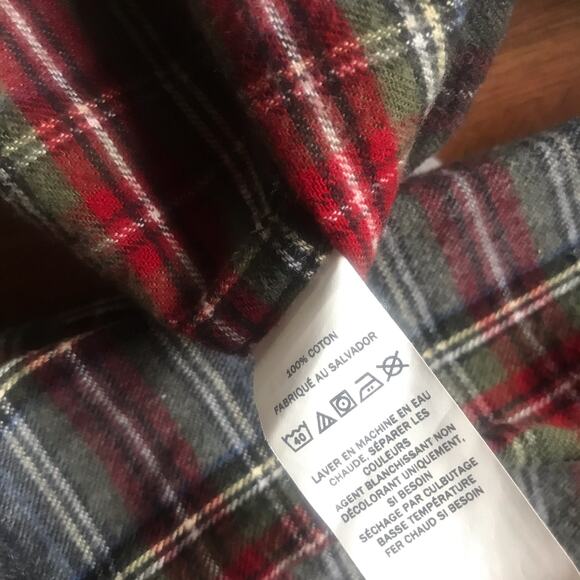 100% COTON
FABRIQUÉ AU SALVADOR
40
LAVER EN MACHINE EN EAU
CHAUDE, SÉPARER LES
COULEURS
AGENT BLANCHISSANT NON
DÉCOLORANT UNIQUEMENT,
SI BESOIN
SÉCHAGE PAR CULBUTAGE
BASSE TEMPÉRATURE
FER CHAUD SI BESOIN